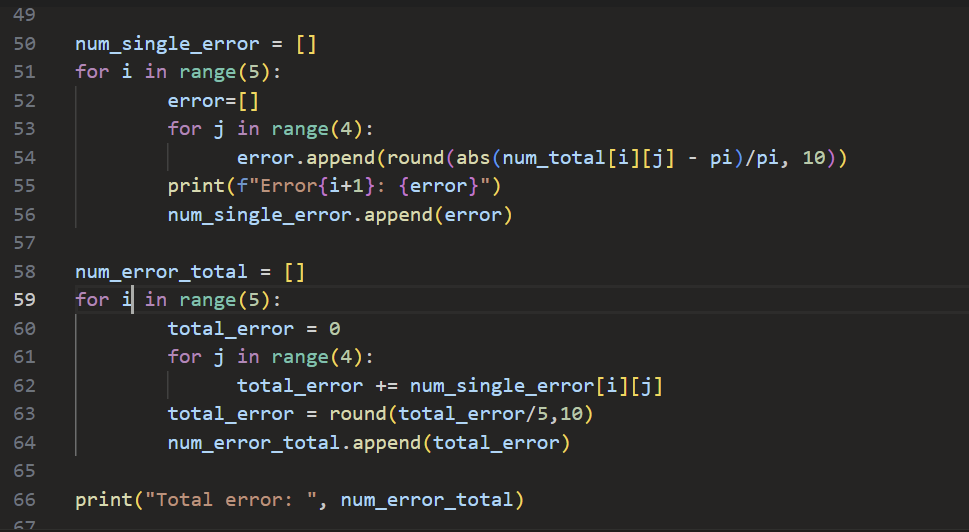 49
50 num_single_error = []
51 for i in range(5):
52         error=[]
53         for j in range(4):
54               error.append(round(abs(num_total[i][j] - pi)/pi, 10))
55         print(f"Error{i+1}: {error}")
56         num_single_error.append(error)
57
58 num_error_total = []
59 for i in range(5):
60         total_error = 0
61         for j in range(4):
62               total_error += num_single_error[i][j]
63         total_error = round(total_error/5,10)
64         num_error_total.append(total_error)
65
66 print("Total error: ", num_error_total)
67